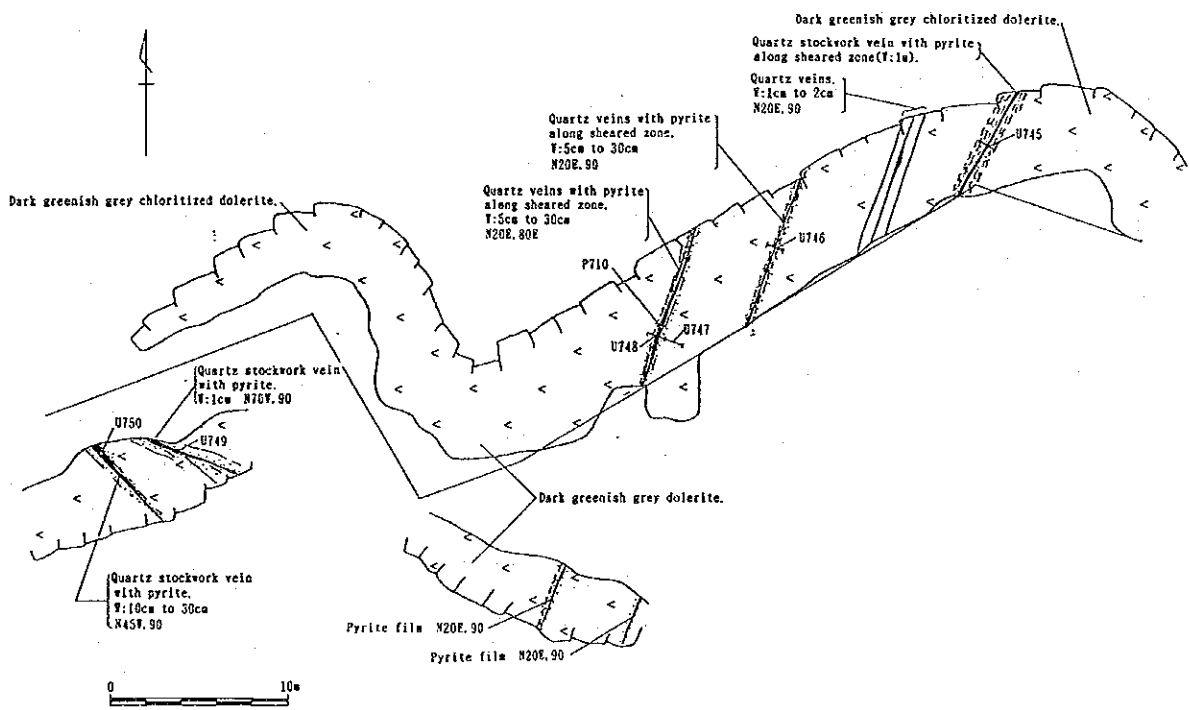 Dark greenish grey chloritized dolerite.
Quartz stockwork vein with pyrite
along sheared zone(W:1m).
Quartz veins.
W:1cm to 2cm
N20E,90
U745
Quartz veins with pyrite
along sheared zone.
W:5cm to 30cm
N20E,90
Quartz veins with pyrite
along sheared zone.
W:5cm to 30cm
N20E,80E
Dark greenish grey chloritized dolerite.
U746
P710
U747
U748
Quartz stockwork vein
with pyrite.
W:1cm N70W,90
U750
U749
Dark greenish grey dolerite.
Quartz stockwork vein
with pyrite.
W:10cm to 30cm
N45W,90
Pyrite film N20E,90
Pyrite film N20E,90
0 10m